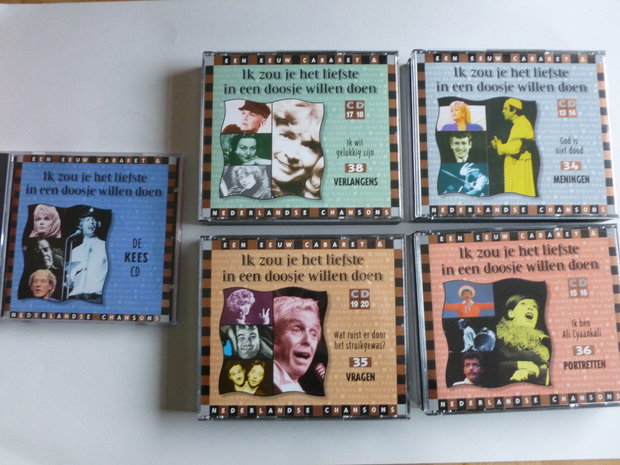 EEN EEUW CABARET &
Ik zou je het liefste
in een doosje willen doen
DE
KEES
CD
NEDERLANDSE CHANSONS
EEN EEUW CABARET &
Ik zou je het liefste
in een doosje willen doen
CD
17 18
Ik wil
gelukkig zijn
38
VERLANGENS
NEDERLANDSE CHANSONS
EEN EEUW CABARET &
Ik zou je het liefste
in een doosje willen doen
CD
13 14
God is
niet dood
34
MENINGEN
NEDERLANDSE CHANSONS
EEN EEUW CABARET &
Ik zou je het liefste
in een doosje willen doen
CD
19 20
Wat ruist er door
het struikgewas?
35
VRAGEN
NEDERLANDSE CHANSONS
EEN EEUW CABARET &
Ik zou je het liefste
in een doosje willen doen
CD
15 16
Ik ben
Ali Cyaankali
36
PORTRETTEN
NEDERLANDSE CHANSONS